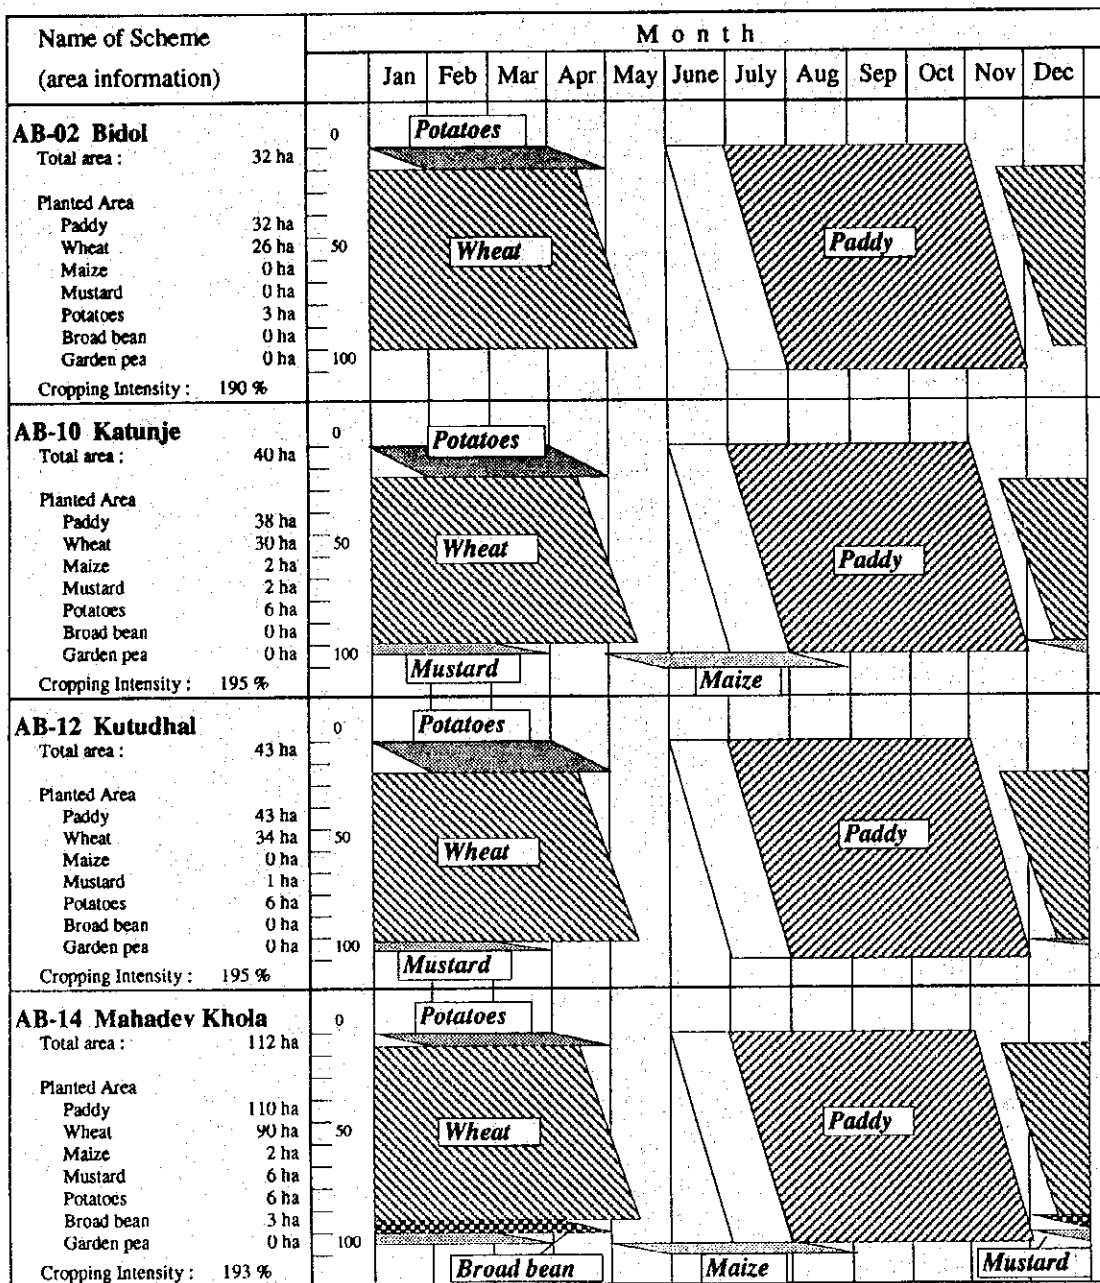 Name of Scheme
(area information)
Month
Jan Feb Mar Apr May June July Aug Sep Oct Nov Dec
AB-02 Bidol
Total area : 32 ha
Planted Area
Paddy 32 ha
Wheat 26 ha
Maize 0 ha
Mustard 0 ha
Potatoes 3 ha
Broad bean 0 ha
Garden pea 0 ha
Cropping Intensity : 190 %
0
50
100
Potatoes
Wheat
Paddy
AB-10 Katunje
Total area : 40 ha
Planted Area
Paddy 38 ha
Wheat 30 ha
Maize 2 ha
Mustard 2 ha
Potatoes 6 ha
Broad bean 0 ha
Garden pea 0 ha
Cropping Intensity : 195 %
0
50
100
Potatoes
Wheat
Paddy
Mustard
Maize
AB-12 Kutudhal
Total area : 43 ha
Planted Area
Paddy 43 ha
Wheat 34 ha
Maize 0 ha
Mustard 1 ha
Potatoes 6 ha
Broad bean 0 ha
Garden pea 0 ha
Cropping Intensity : 195 %
0
50
100
Potatoes
Wheat
Paddy
Mustard
AB-14 Mahadev Khola
Total area : 112 ha
Planted Area
Paddy 110 ha
Wheat 90 ha
Maize 2 ha
Mustard 6 ha
Potatoes 6 ha
Broad bean 3 ha
Garden pea 0 ha
Cropping Intensity : 193 %
0
50
100
Potatoes
Wheat
Paddy
Broad bean
Maize
Mustard